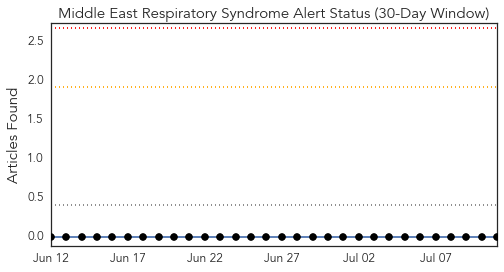 Middle East Respiratory Syndrome Alert Status (30-Day Window)
Articles Found
2.5
2.0
1.5
1.0
0.5
0.0
Jun 12 Jun 17 Jun 22 Jun 27 Jul 02 Jul 07